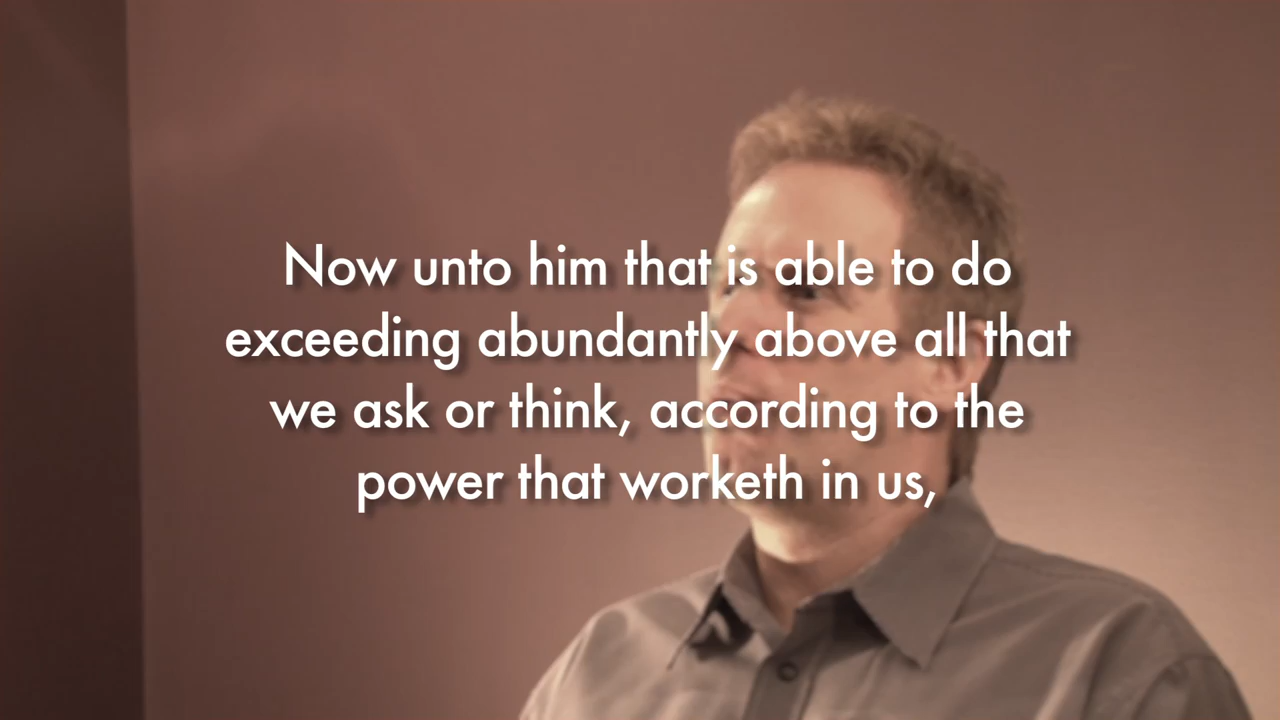 Now unto him that is able to do
exceeding abundantly above all that
we ask or think, according to the
power that worketh in us,